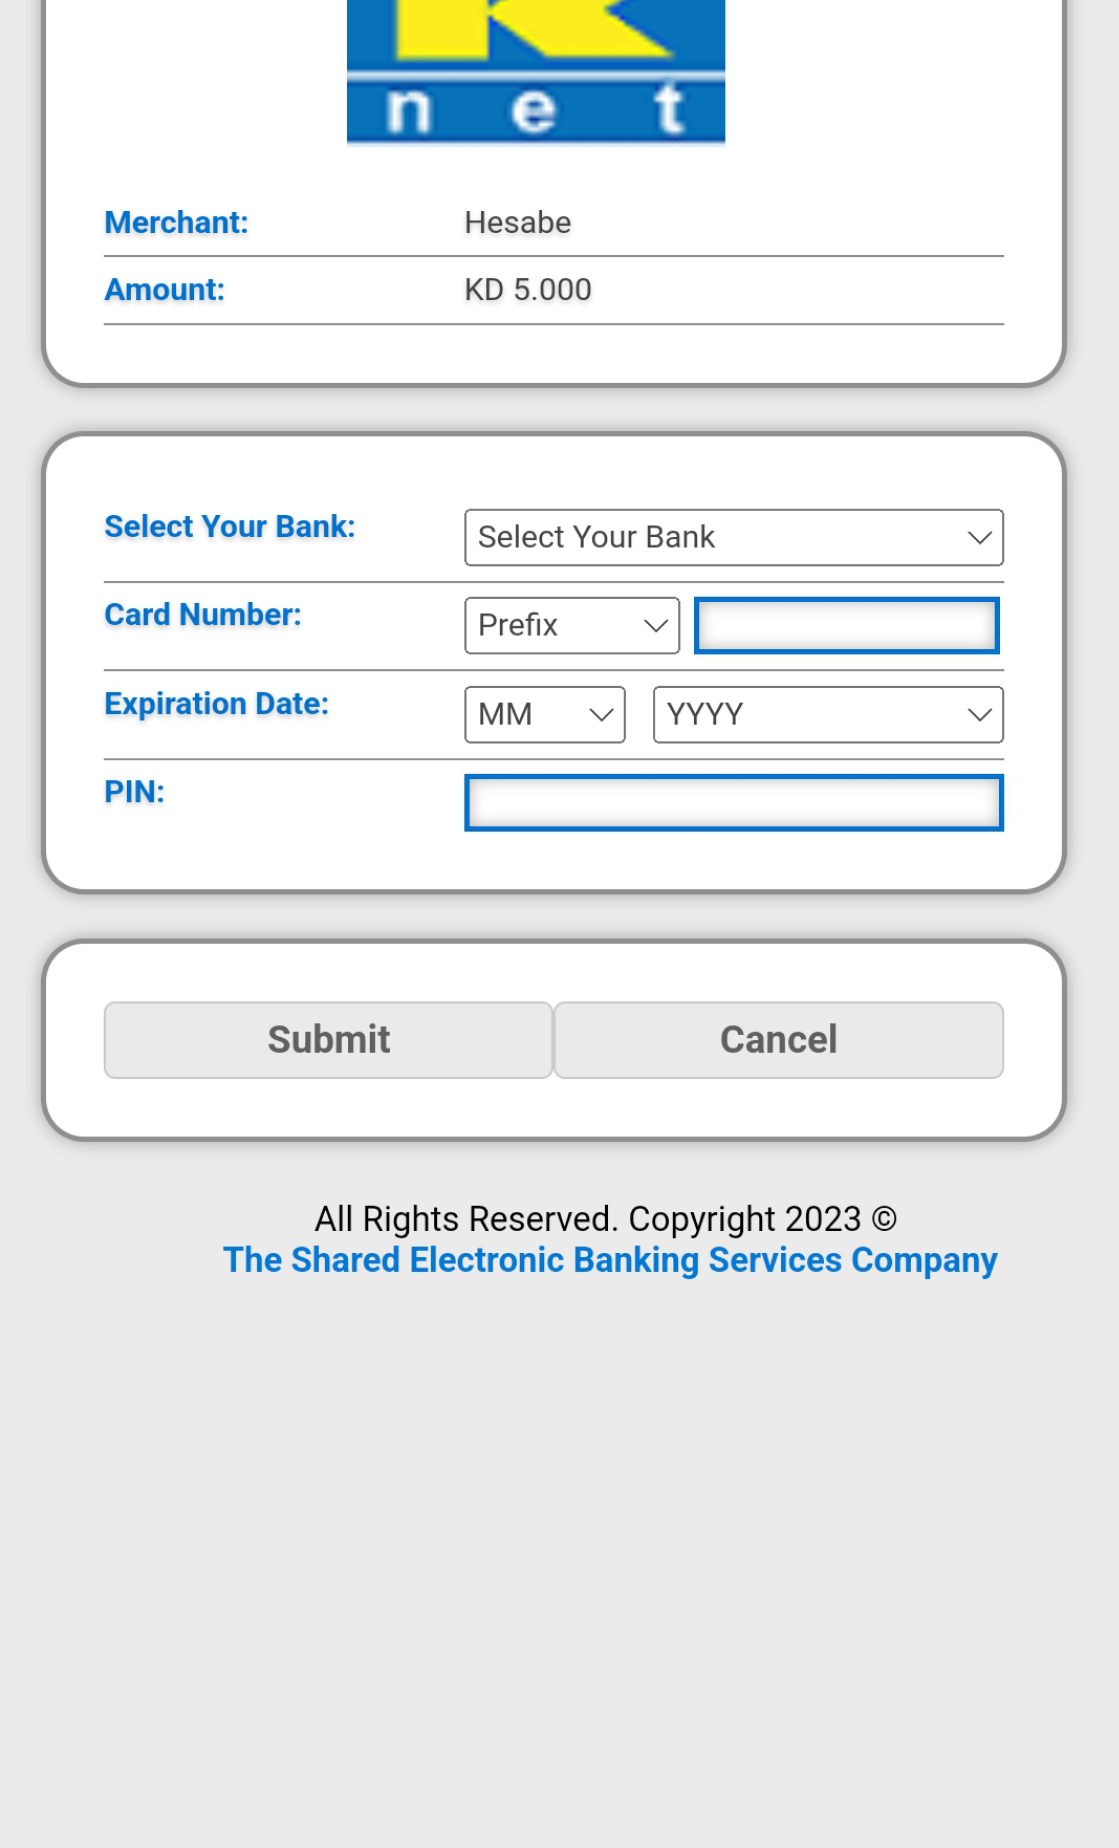 K
net
Merchant: Hesabe
Amount: KD 5.000
Select Your Bank: Select Your Bank
Card Number: Prefix
Expiration Date: MM YYYY
PIN:
Submit Cancel
All Rights Reserved. Copyright 2023 ©
The Shared Electronic Banking Services Company